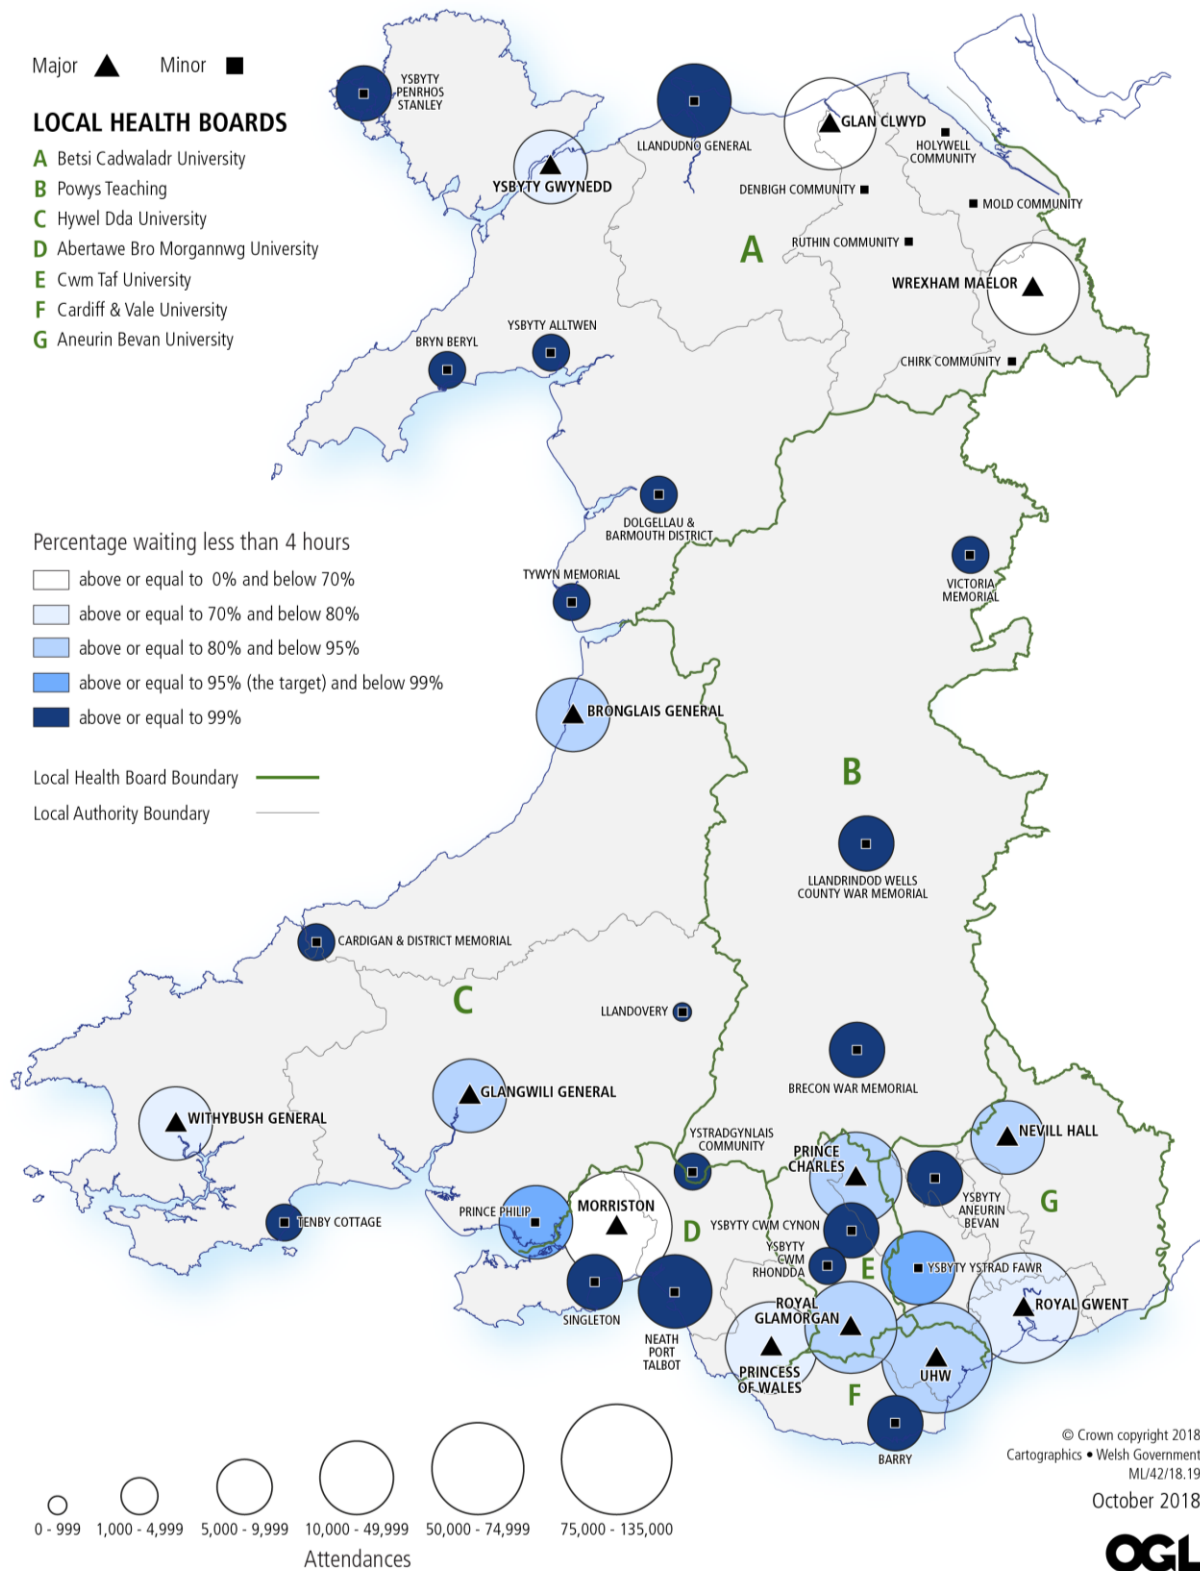 Major
Minor
LOCAL HEALTH BOARDS
A Betsi Cadwaladr University
B Powys Teaching
C Hywel Dda University
D Abertawe Bro Morgannwg University
E Cwm Taf University
F Cardiff & Vale University
G Aneurin Bevan University
YSBYTY
PENRHOS
STANLEY
LLANDUDNO GENERAL
GLAN CLWYD
HOLYWELL
COMMUNITY
YSBYTY GWYNEDD
DENBIGH COMMUNITY
MOLD COMMUNITY
RUTHIN COMMUNITY
A
WREXHAM MAELOR
YSBYTY ALLTWEN
BRYN BERYL
CHIRK COMMUNITY
DOLGELLAU &
BARMOUTH DISTRICT
TYWYN MEMORIAL
VICTORIA
MEMORIAL
Percentage waiting less than 4 hours
above or equal to 0% and below 70%
above or equal to 70% and below 80%
above or equal to 80% and below 95%
above or equal to 95% (the target) and below 99%
above or equal to 99%
Local Health Board Boundary
Local Authority Boundary
BRONGLAIS GENERAL
B
LLANDRINDOD WELLS
COUNTY WAR MEMORIAL
CARDIGAN & DISTRICT MEMORIAL
C
LLANDOVERY
BRECON WAR MEMORIAL
GLANGWILI GENERAL
WITHYBUSH GENERAL
YSTRADGYNLAIS
COMMUNITY
PRINCE
CHARLES
NEVILL HALL
YSBYTY
ANEURIN
BEVAN
G
TENBY COTTAGE
PRINCE PHILIP
MORRISTON
D
YSBYTY CWM CYNON
YSBYTY
CWM
RHONDDA
E
YSBYTY YSTRAD FAWR
SINGLETON
NEATH
PORT
TALBOT
ROYAL
GLAMORGAN
ROYAL GWENT
PRINCESS
OF WALES
UHW
F
BARRY
0 - 999
1,000 - 4,999
5,000 - 9,999
10,000 - 49,999
50,000 - 74,999
75,000 - 135,000
Attendances
© Crown copyright 2018
Cartographics • Welsh Government
ML/42/18.19
October 2018
OGL